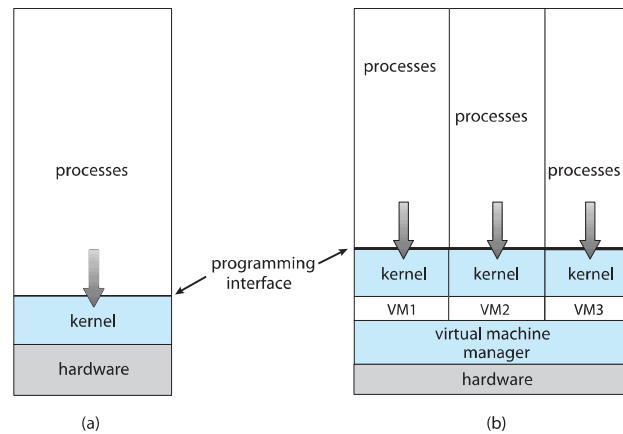 processes
kernel
hardware
(a)
programming
interface
processes
processes
processes
kernel kernel kernel
VM1 VM2 VM3
virtual machine
manager
hardware
(b)